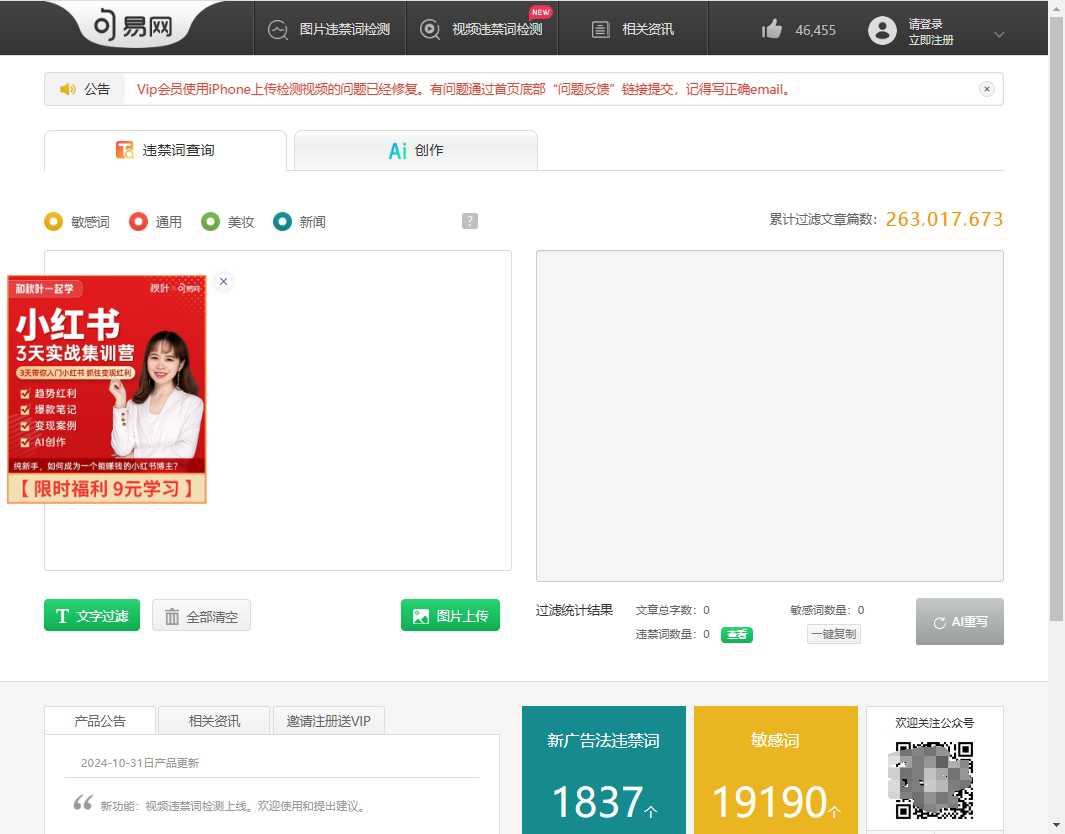 句易网
图片违禁词检测
视频违禁词检测
NEW
相关资讯
46,455
请登录
立即注册
公告
Vip会员使用iPhone上传检测视频的问题已经修复。有问题通过首页底部“问题反馈”链接提交，记得写正确email。
违禁词查询
Ai 创作
敏感词
通用
美妆
新闻
?
累计过滤文章篇数：263.017.673
和秋叶一起学
秋叶 × 句易网
小红书
3天实战集训营
3天带你入门小红书 抓住变现红利
趋势红利
爆款笔记
变现案例
AI创作
纯新手，如何成为一个能赚钱的小红书博主？
【 限时福利 9元学习 】
T 文字过滤
全部清空
图片上传
过滤统计结果
文章总字数：0
敏感词数量：0
违禁词数量：0
查看
一键复制
AI重写
产品公告
相关资讯
邀请注册送VIP
2024-10-31日产品更新
新功能：视频违禁词检测上线。欢迎使用和提出建议。
新广告法违禁词
1837个
敏感词
19190个
欢迎关注公众号